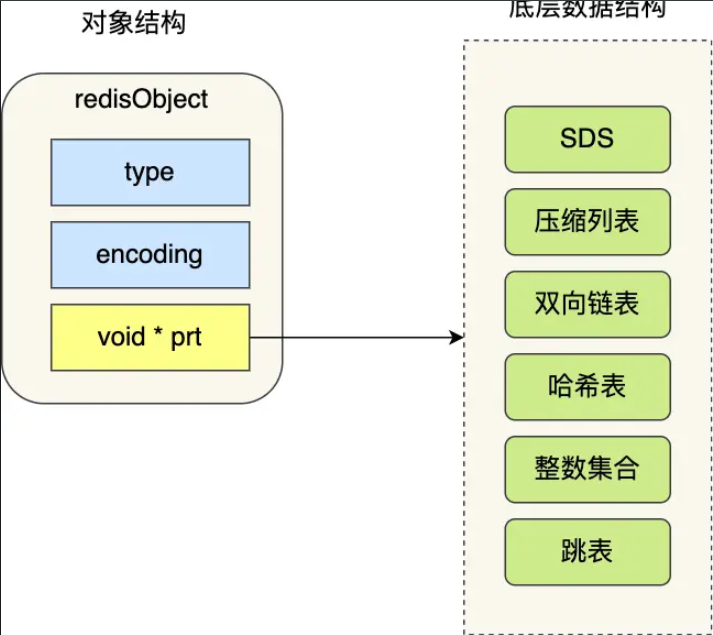 对象结构
redisObject
type
encoding
void * prt
底层数据结构
SDS
压缩列表
双向链表
哈希表
整数集合
跳表